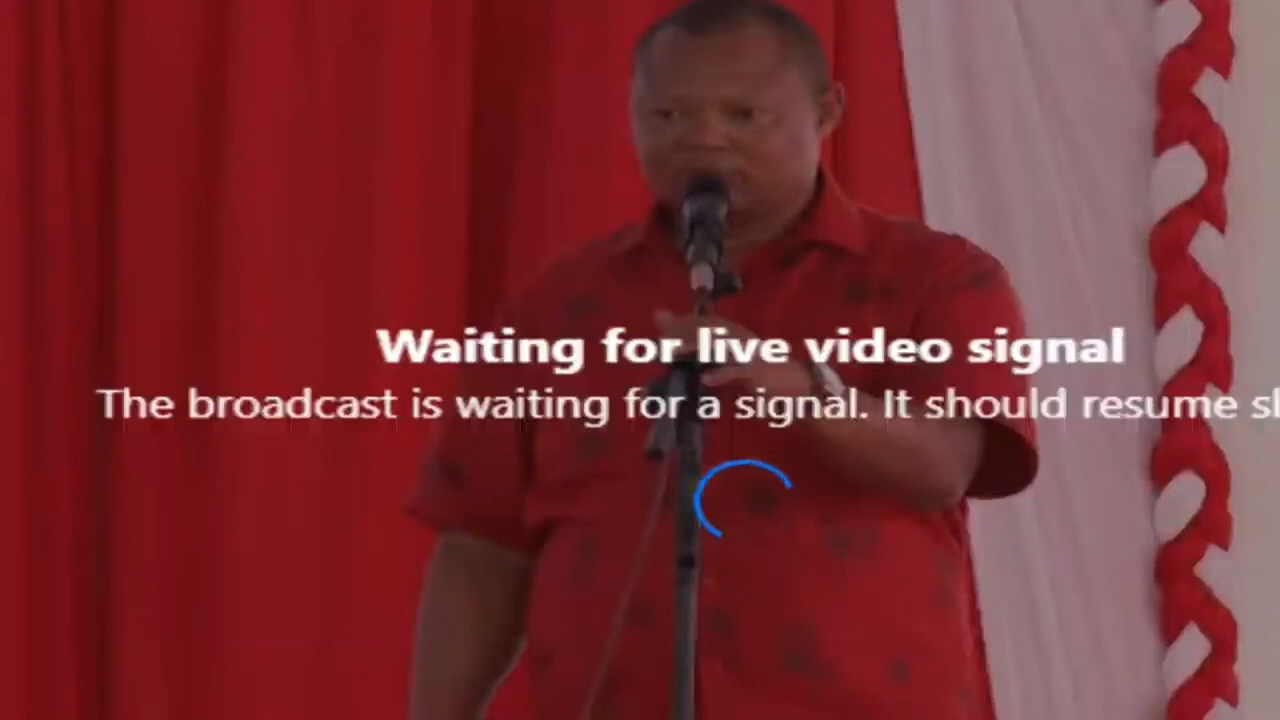 Waiting for live video signal
The broadcast is waiting for a signal. It should resume